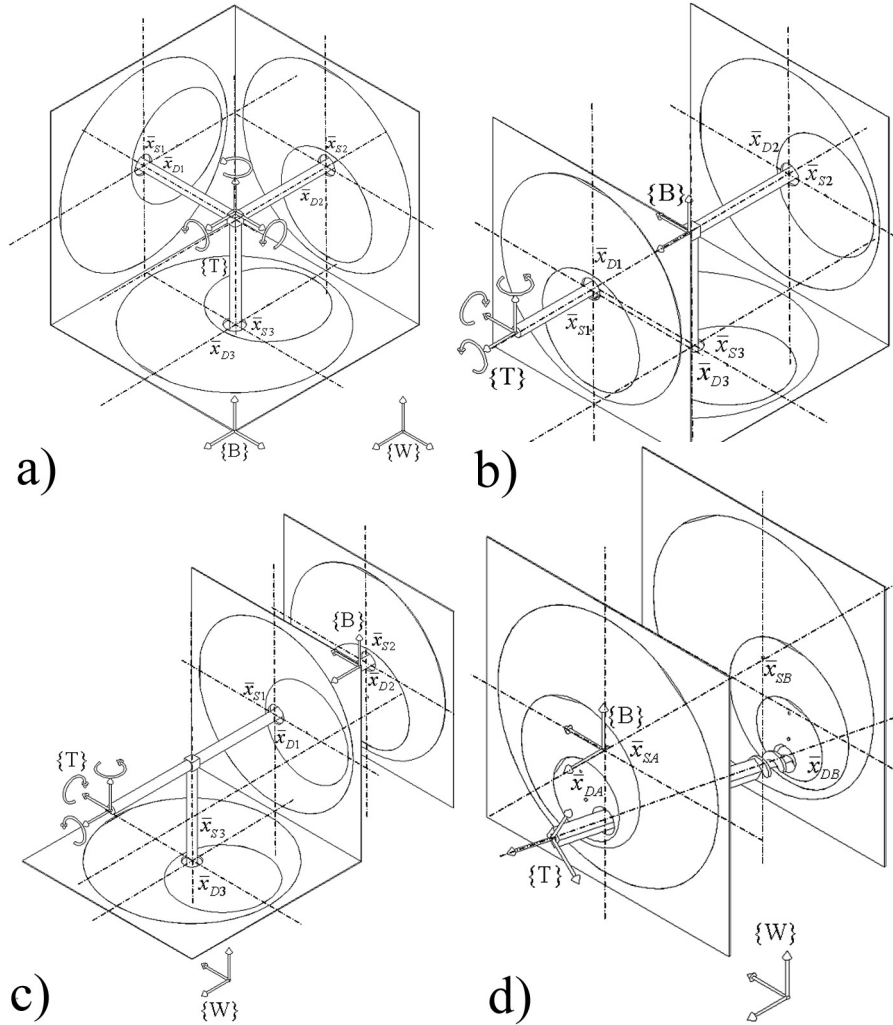 x̄S1
x̄S2
x̄D1
x̄D2
{T}
x̄S3
x̄D3
{B}
{W}
a)
x̄D2
x̄S2
{B}
x̄D1
x̄S1
x̄S3
{T}
x̄D3
b)
{B}
x̄S2
x̄D2
x̄S1
x̄D1
{T}
x̄S3
x̄D3
{W}
c)
x̄SB
{B}
x̄SA
x̄DB
x̄DA
{T}
{W}
d)